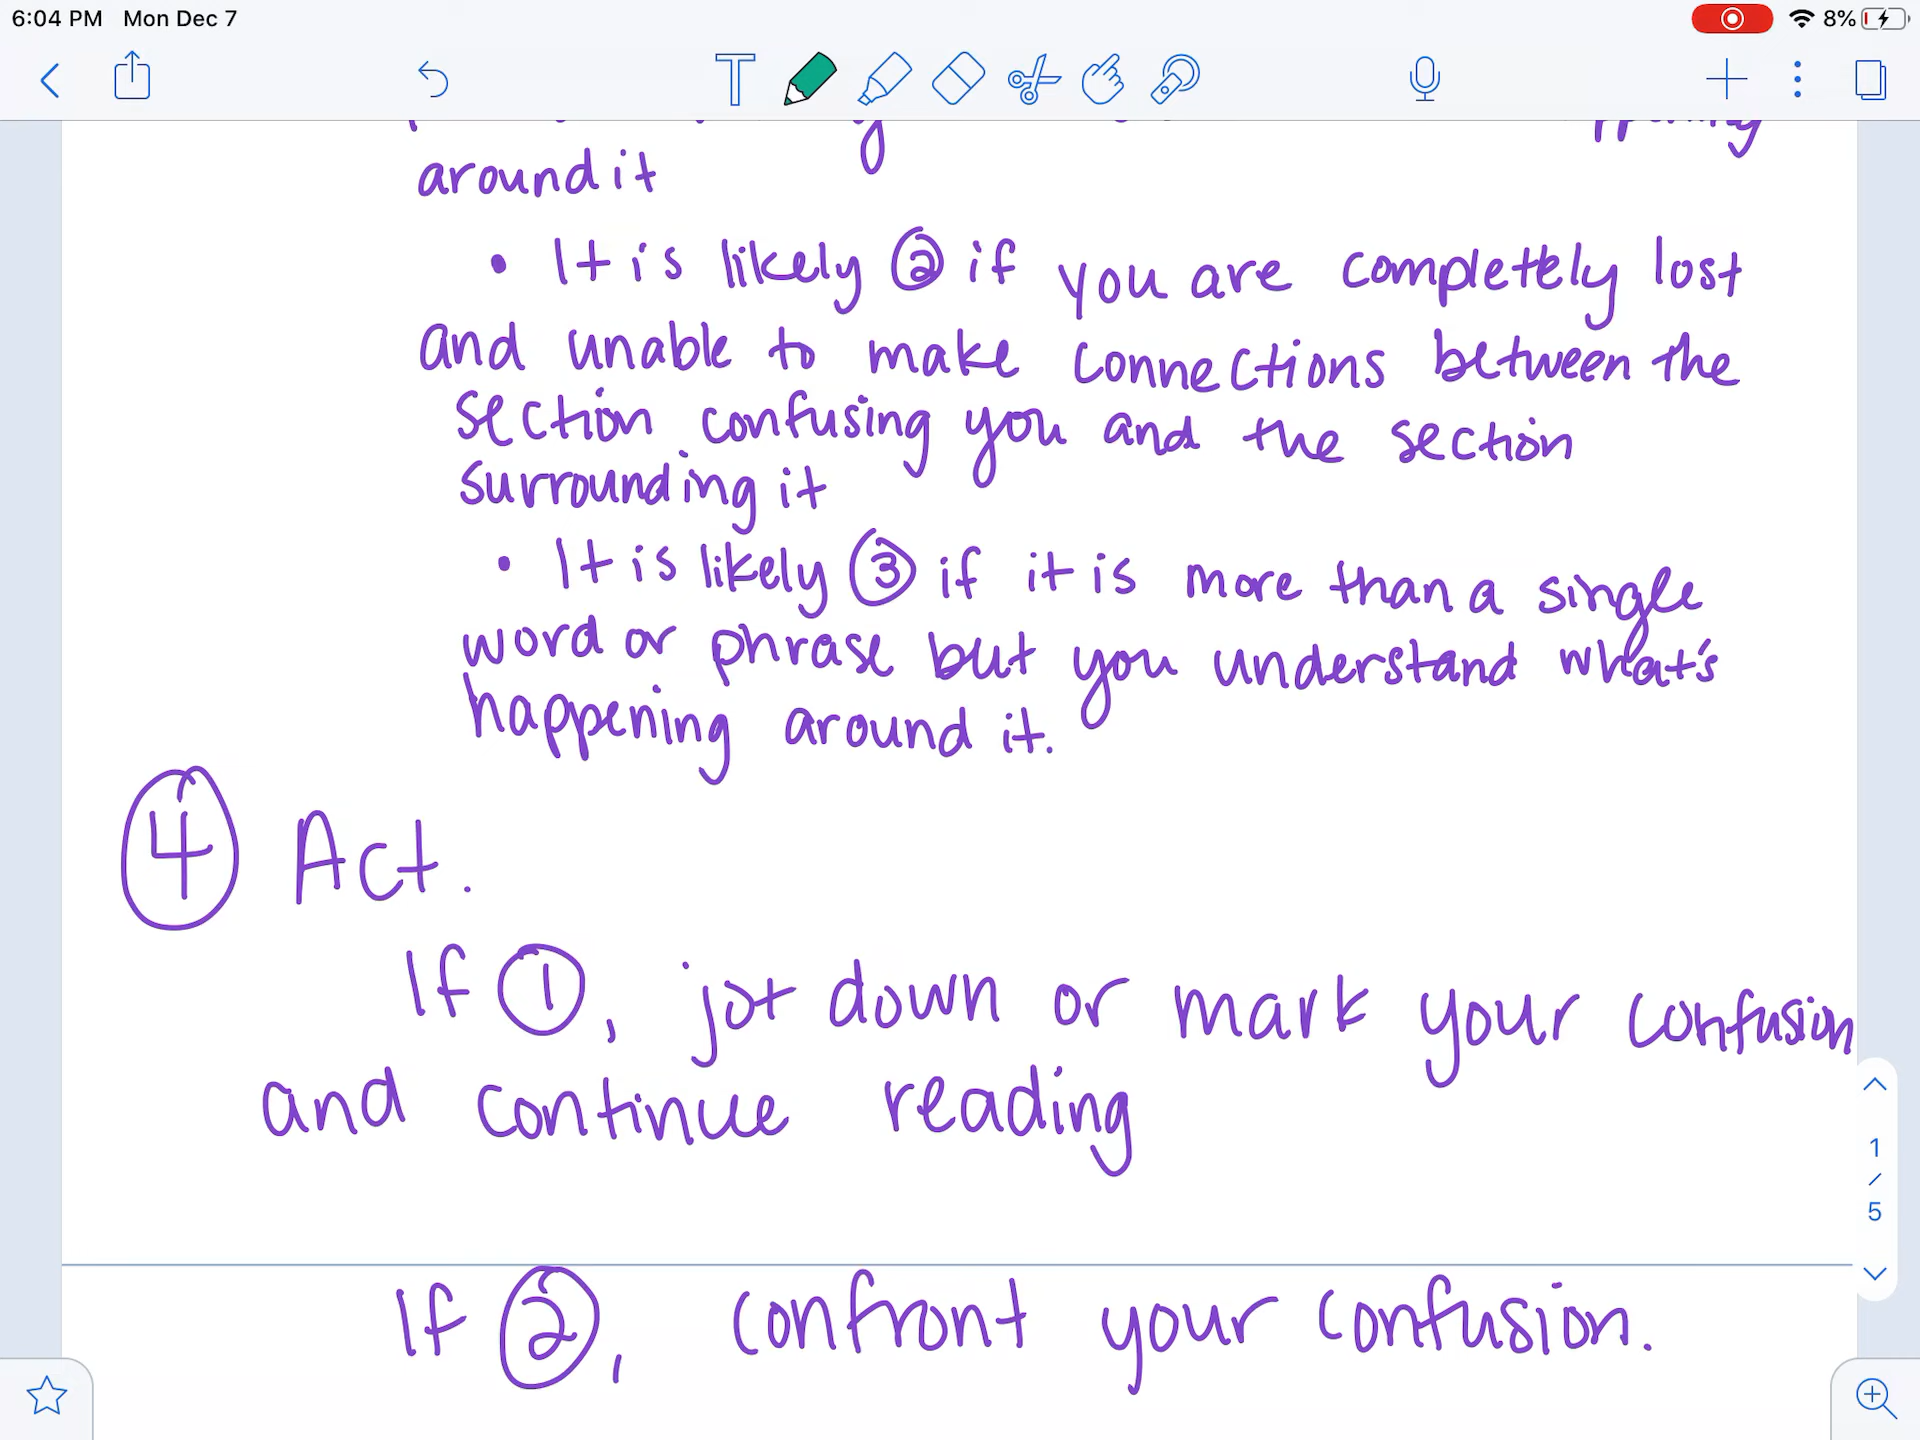 6:04 PM Mon Dec 7 8%
around it
• It is likely ② if you are completely lost
and unable to make connections between the
section confusing you and the section
surrounding it
• It is likely ③ if it is more than a single
word or phrase but you understand what's
happening around it.
④ Act.
If ①, jot down or mark your confusion
and continue reading
1
/
5
If ②, confront your confusion.